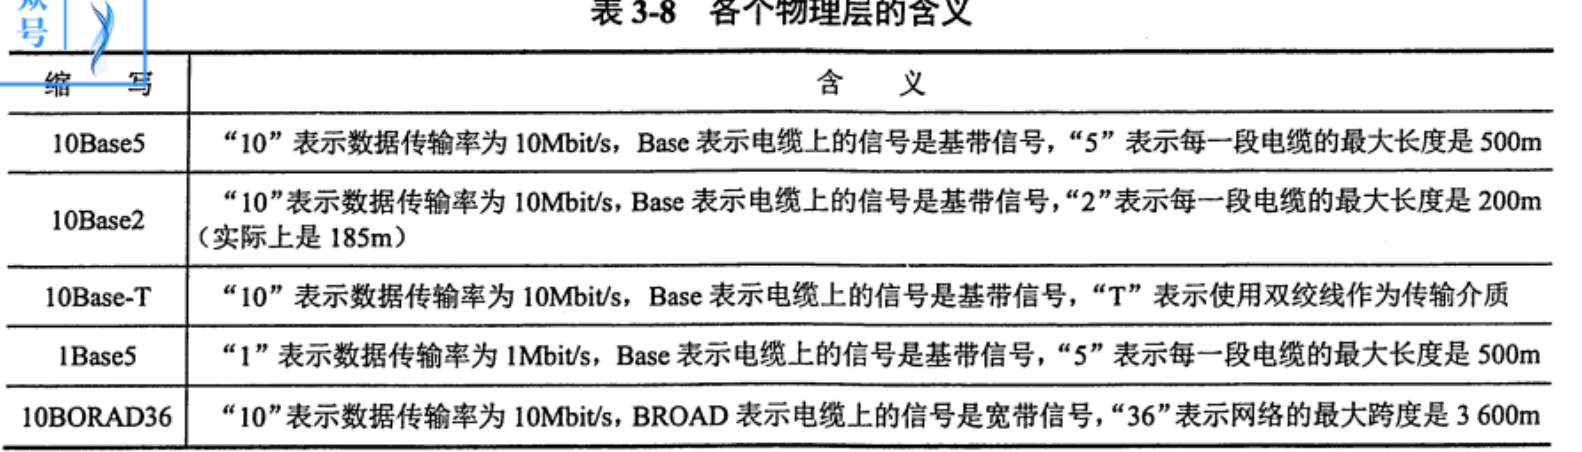 表 3-8 各个物理层的含义
号
缩 写 含 义
10Base5 “10” 表示数据传输率为 10Mbit/s，Base 表示电缆上的信号是基带信号，“5” 表示每一段电缆的最大长度是 500m
10Base2 “10”表示数据传输率为 10Mbit/s，Base 表示电缆上的信号是基带信号，“2”表示每一段电缆的最大长度是 200m
（实际上是 185m）
10Base-T “10” 表示数据传输率为 10Mbit/s，Base 表示电缆上的信号是基带信号，“T” 表示使用双绞线作为传输介质
1Base5 “1” 表示数据传输率为 1Mbit/s，Base 表示电缆上的信号是基带信号，“5” 表示每一段电缆的最大长度是 500m
10BORAD36 “10”表示数据传输率为 10Mbit/s，BROAD 表示电缆上的信号是宽带信号，“36”表示网络的最大跨度是 3 600m